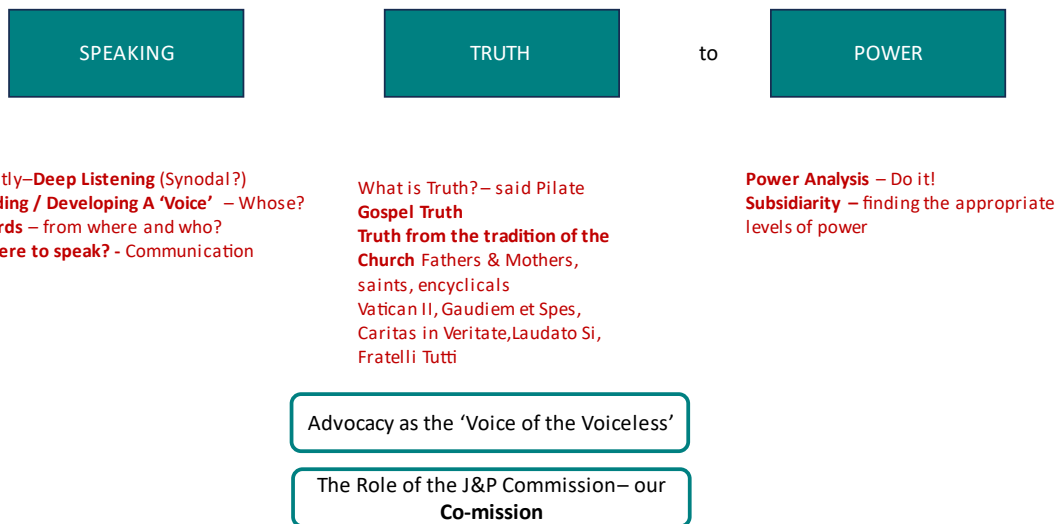 SPEAKING
TRUTH
to
POWER
tly–Deep Listening (Synodal?)
ding / Developing A ‘Voice’ – Whose?
rds – from where and who?
ere to speak? - Communication
What is Truth? – said Pilate
Gospel Truth
Truth from the tradition of the
Church Fathers & Mothers,
saints, encyclicals
Vatican II, Gaudiem et Spes,
Caritas in Veritate,Laudato Si,
Fratelli Tutti
Power Analysis – Do it!
Subsidiarity – finding the appropriate
levels of power
Advocacy as the ‘Voice of the Voiceless’
The Role of the J&P Commission– our
Co-mission